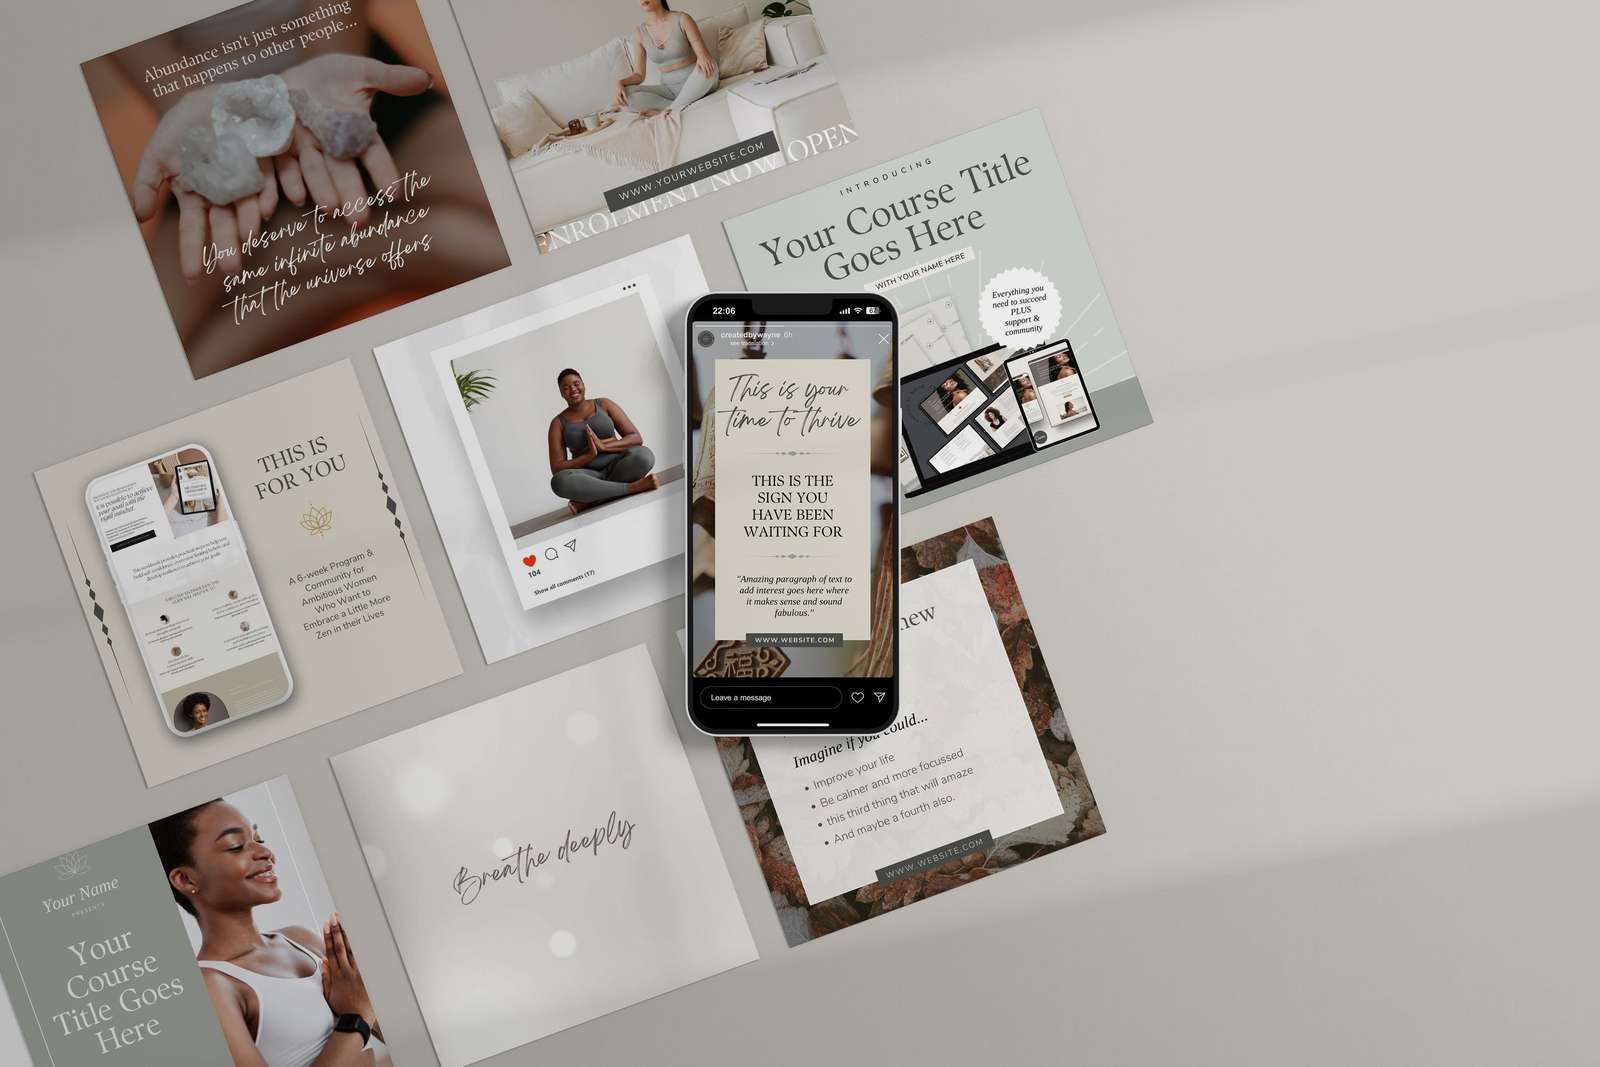 Abundance isn't just something
that happens to other people...
You deserve to access the
same infinite abundance
that the universe offers
WWW.YOURWEBSITE.COM
ENROLMENT NOW OPEN
INTRODUCING
Your Course Title
Goes Here
WITH YOUR NAME HERE
Everything you
need to succeed
PLUS
support &
community
THIS IS
FOR YOU
A 6-week Program &
Community for
Ambitious Women
Who Want to
Embrace a Little More
Zen in their Lives
it is possible to achieve
your goals with the
right mindset.
104
Show all comments (17)
22:06
createdbywayne 6h
see translation >
This is your
time to thrive
THIS IS THE
SIGN YOU
HAVE BEEN
WAITING FOR
"Amazing paragraph of text to
add interest goes here where
it makes sense and sound
fabulous."
WWW.WEBSITE.COM
Leave a message
new
Imagine if you could...
• Improve your life
• Be calmer and more focussed
• this third thing that will amaze
• And maybe a fourth also.
WWW.WEBSITE.COM
Breathe deeply
Your Name
PRESENTS
Your
Course
Title Goes
Here